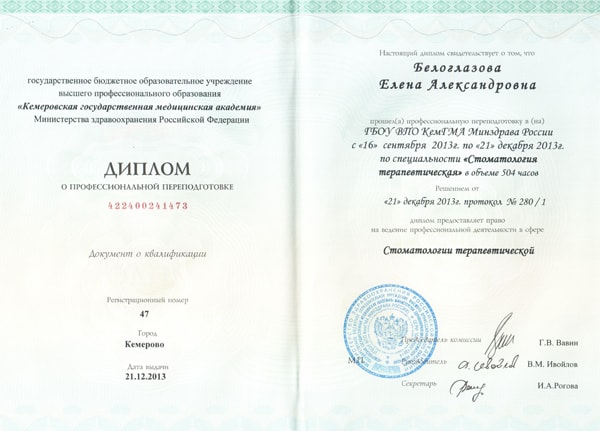 государственное бюджетное образовательное учреждение
высшего профессионального образования
«Кемеровская государственная медицинская академия»
Министерства здравоохранения Российской Федерации
ДИПЛОМ
О ПРОФЕССИОНАЛЬНОЙ ПЕРЕПОДГОТОВКЕ
422400241473
Документ о квалификации
Регистрационный номер
47
Город
Кемерово
Дата выдачи
21.12.2013
Настоящий диплом свидетельствует о том, что
Белоглазова
Елена Александровна
прошел(а) профессиональную переподготовку в (на)
ГБОУ ВПО КемГМА Минздрава России
с «16» сентября 2013г. по «21» декабря 2013г.
по специальности «Стоматология
терапевтическая» в объеме 504 часов
Решением от
«21» декабря 2013г. протокол № 280 / 1
диплом предоставляет право
на ведение профессиональной деятельности в сфере
Стоматологии терапевтической
Председатель комиссии
Г.В. Вавин
М.П.
Руководитель
В.М. Ивойлов
Секретарь
И.А.Рогова